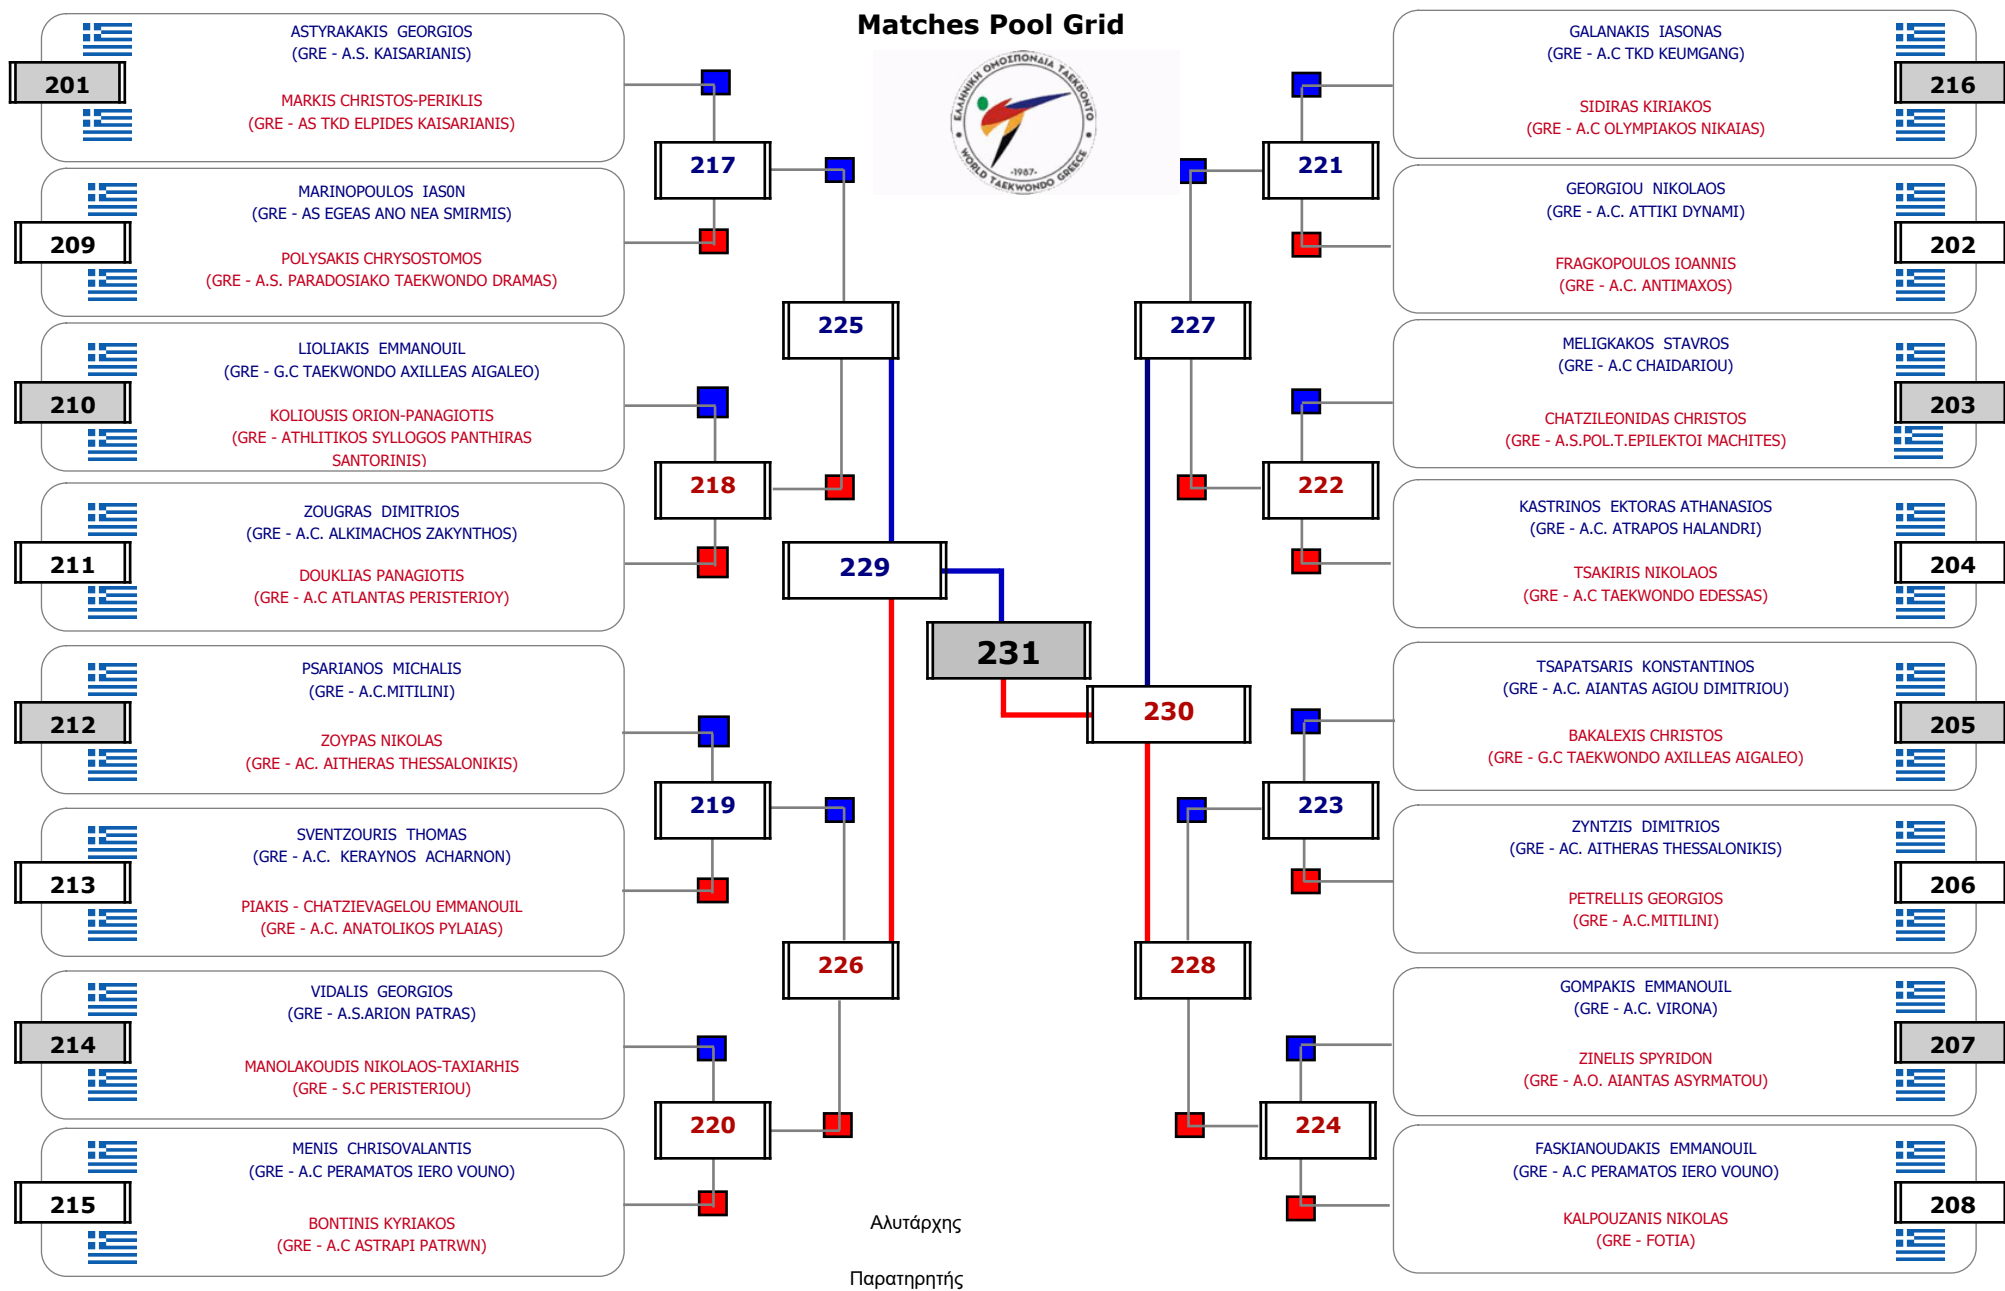 Matches Pool Grid
ΕΛΛΗΝΙΚΗ ΟΜΟΣΠΟΝΔΙΑ ΤΑΕΚΒΟΝΤΟ
WORLD TAEKWONDO GREECE
-1987-
201
ASTYRAKAKIS GEORGIOS
(GRE - A.S. KAISARIANIS)
MARKIS CHRISTOS-PERIKLIS
(GRE - AS TKD ELPIDES KAISARIANIS)
209
MARINOPOULOS IAS0N
(GRE - AS EGEAS ANO NEA SMIRMIS)
POLYSAKIS CHRYSOSTOMOS
(GRE - A.S. PARADOSIAKO TAEKWONDO DRAMAS)
210
LIOLIAKIS EMMANOUIL
(GRE - G.C TAEKWONDO AXILLEAS AIGALEO)
KOLIOUSIS ORION-PANAGIOTIS
(GRE - ATHLITIKOS SYLLOGOS PANTHIRAS
SANTORINIS)
211
ZOUGRAS DIMITRIOS
(GRE - A.C. ALKIMACHOS ZAKYNTHOS)
DOUKLIAS PANAGIOTIS
(GRE - A.C ATLANTAS PERISTERIOY)
212
PSARIANOS MICHALIS
(GRE - A.C.MITILINI)
ZOYPAS NIKOLAS
(GRE - AC. AITHERAS THESSALONIKIS)
213
SVENTZOURIS THOMAS
(GRE - A.C. KERAYNOS ACHARNON)
PIAKIS - CHATZIEVAGELOU EMMANOUIL
(GRE - A.C. ANATOLIKOS PYLAIAS)
214
VIDALIS GEORGIOS
(GRE - A.S.ARION PATRAS)
MANOLAKOUDIS NIKOLAOS-TAXIARHIS
(GRE - S.C PERISTERIOU)
215
MENIS CHRISOVALANTIS
(GRE - A.C PERAMATOS IERO VOUNO)
BONTINIS KYRIAKOS
(GRE - A.C ASTRAPI PATRWN)
217
218
219
220
225
226
229
231
230
227
228
221
222
223
224
GALANAKIS IASONAS
(GRE - A.C TKD KEUMGANG)
SIDIRAS KIRIAKOS
(GRE - A.C OLYMPIAKOS NIKAIAS)
216
GEORGIOU NIKOLAOS
(GRE - A.C. ATTIKI DYNAMI)
FRAGKOPOULOS IOANNIS
(GRE - A.C. ANTIMAXOS)
202
MELIGKAKOS STAVROS
(GRE - A.C CHAIDARIOU)
CHATZILEONIDAS CHRISTOS
(GRE - A.S.POL.T.EPILEKTOI MACHITES)
203
KASTRINOS EKTORAS ATHANASIOS
(GRE - A.C. ATRAPOS HALANDRI)
TSAKIRIS NIKOLAOS
(GRE - A.C TAEKWONDO EDESSAS)
204
TSAPATSARIS KONSTANTINOS
(GRE - A.C. AIANTAS AGIOU DIMITRIOU)
BAKALEXIS CHRISTOS
(GRE - G.C TAEKWONDO AXILLEAS AIGALEO)
205
ZYNTZIS DIMITRIOS
(GRE - AC. AITHERAS THESSALONIKIS)
PETRELLIS GEORGIOS
(GRE - A.C.MITILINI)
206
GOMPAKIS EMMANOUIL
(GRE - A.C. VIRONA)
ZINELIS SPYRIDON
(GRE - A.O. AIANTAS ASYRMATOU)
207
FASKIANOUDAKIS EMMANOUIL
(GRE - A.C PERAMATOS IERO VOUNO)
KALPOUZANIS NIKOLAS
(GRE - FOTIA)
208
Αλυτάρχης
Παρατηρητής